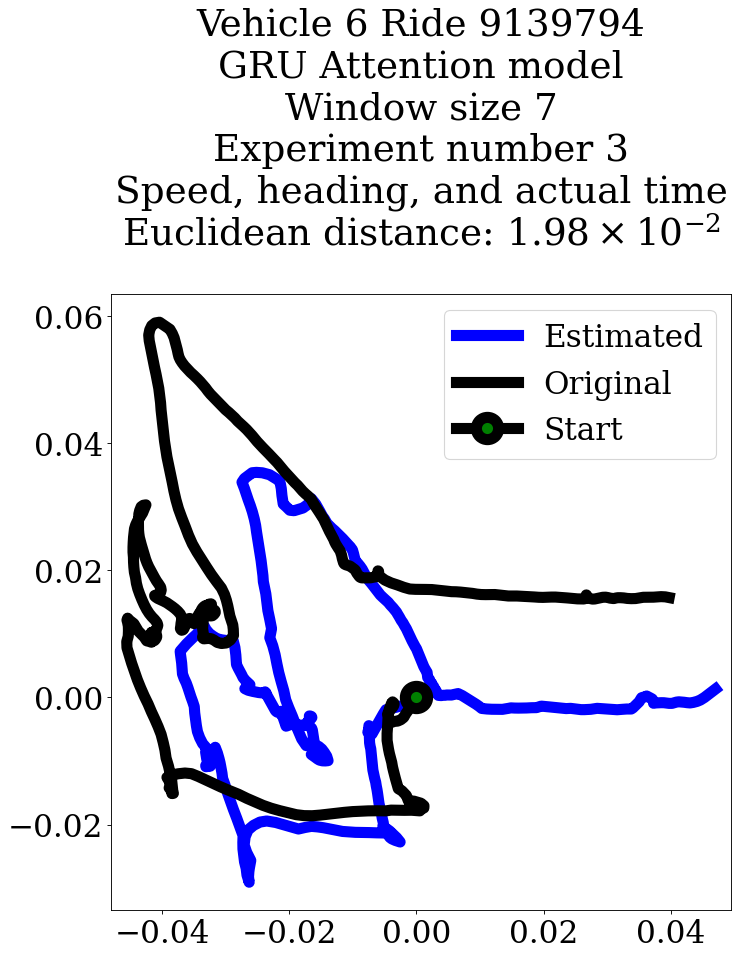 Vehicle 6 Ride 9139794
GRU Attention model
Window size 7
Experiment number 3
Speed, heading, and actual time
Euclidean distance: 1.98 × 10⁻²
0.06
0.04
0.02
0.00
−0.02
Estimated
Original
Start
−0.04
−0.02
0.00
0.02
0.04